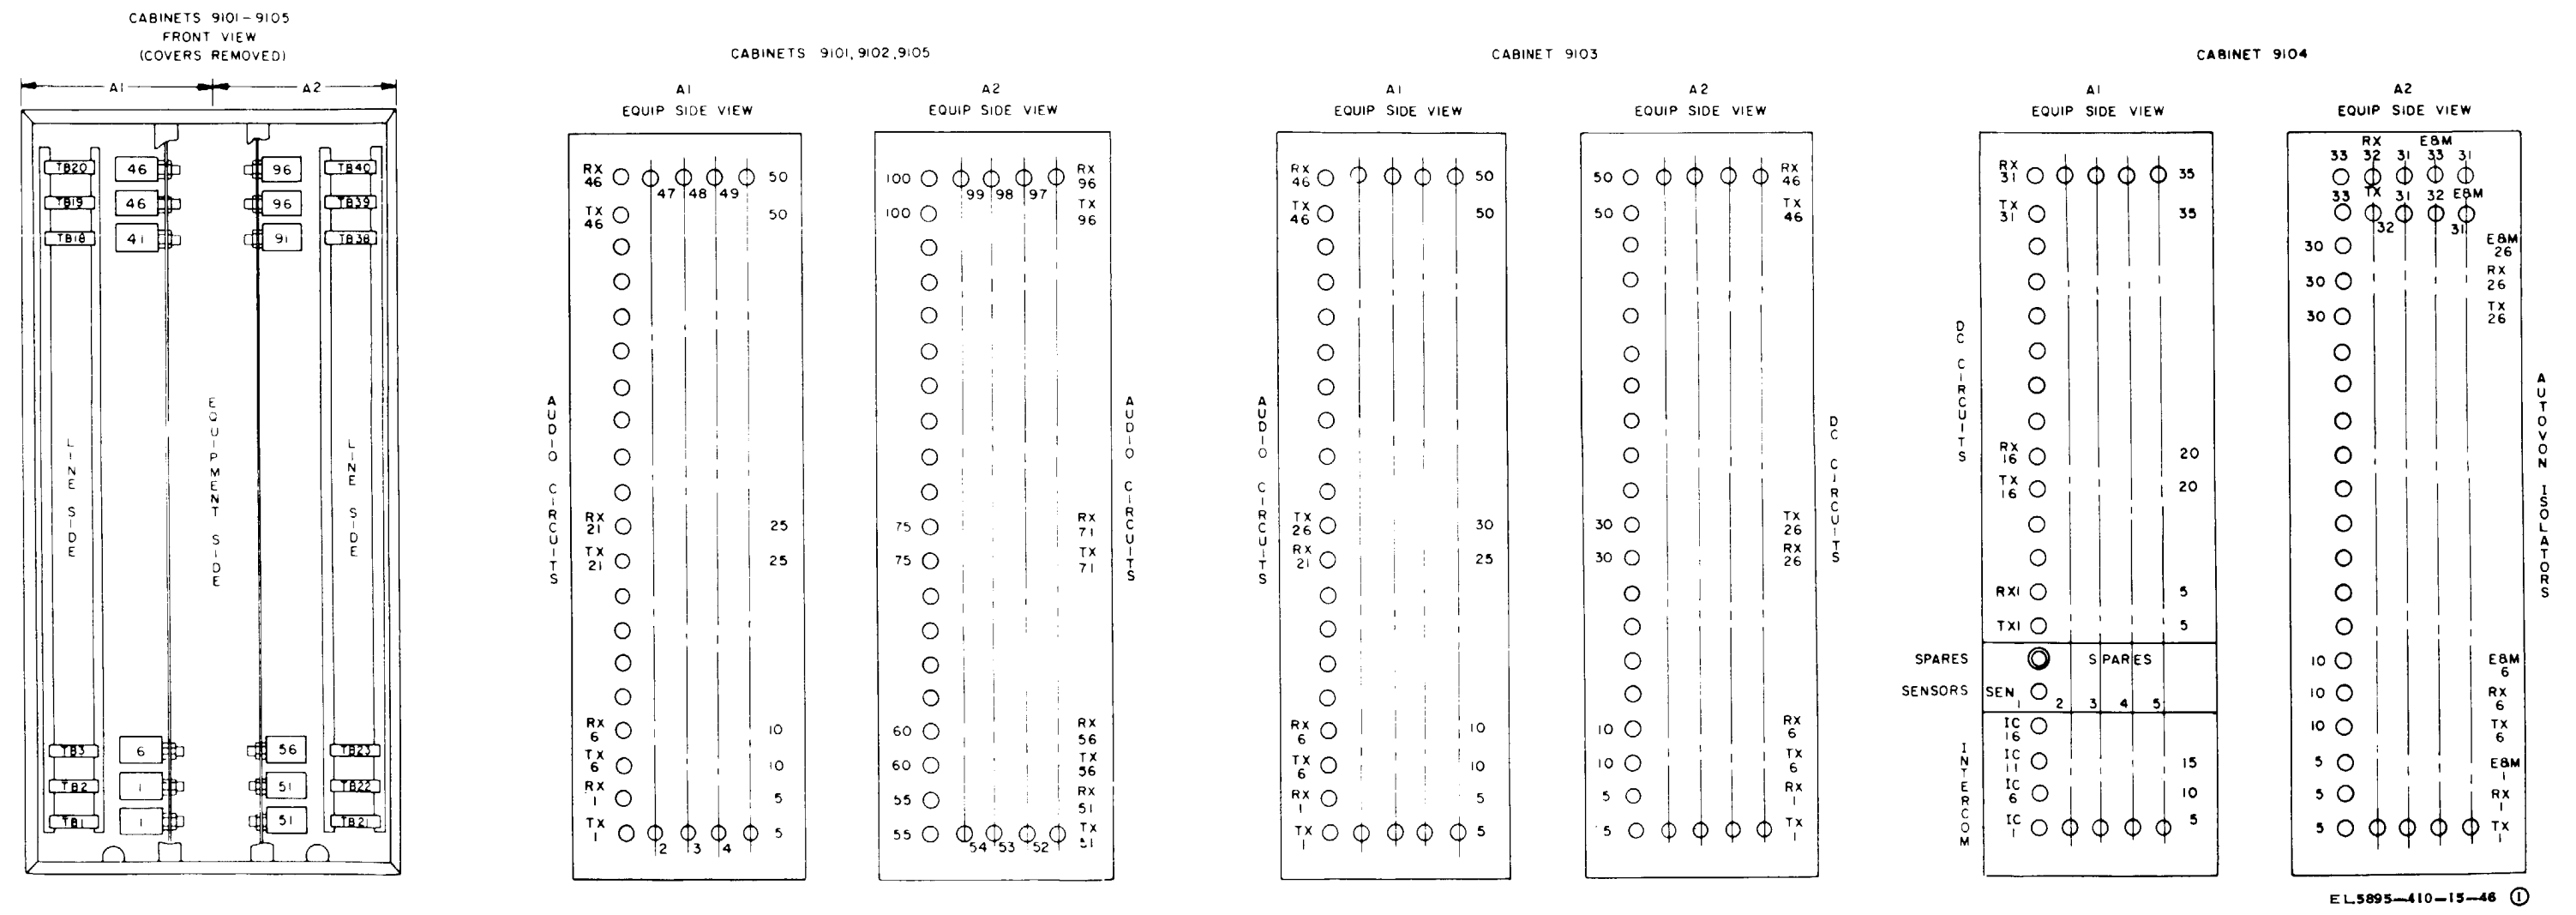 CABINETS 9101-9105
FRONT VIEW
(COVERS REMOVED)
A1 A2
TB20 46 96 TB40
TB19 46 96 TB39
TB18 41 91 TB38
LINE SIDE
EQUIPMENT SIDE
LINE SIDE
TB3 6 56 TB23
TB2 1 51 TB22
TB1 1 51 TB21
CABINETS 9101,9102,9105
A1
EQUIP SIDE VIEW
AUDIO CIRCUITS
RX
46 50
47 48 49
TX
46 50
RX
21 25
TX
21 25
RX
6 10
TX
6 10
RX
1 5
TX
1 5
2 3 4
A2
EQUIP SIDE VIEW
100 RX
96
99 98 97
100 TX
96
75 RX
71
75 TX
71
60 RX
56
60 TX
56
55 RX
51
55 TX
51
54 53 52
AUDIO CIRCUITS
CABINET 9103
A1
EQUIP SIDE VIEW
AUDIO CIRCUITS
RX
46 50
TX
46 50
TX
26 30
RX
21 25
RX
6 10
TX
6 10
RX
1 5
TX
1 5
A2
EQUIP SIDE VIEW
50 RX
46
50 TX
46
30 TX
26
30 RX
26
10 RX
6
10 TX
6
5 RX
1
5 TX
1
DC CIRCUITS
CABINET 9104
A1
EQUIP SIDE VIEW
DC CIRCUITS
RX
31 35
TX
31 35
RX
16 20
TX
16 20
RX1 5
TX1 5
SPARES SPARES
SENSORS SEN
1 2 3 4 5
INTERCOM
IC
16
IC
11 15
IC
6 10
IC
1 5
A2
EQUIP SIDE VIEW
RX E&M
33 32 31 33 31
33 TX 31 32 E&M
32 31
30 E&M
26
30 RX
26
30 TX
26
10 E&M
6
10 RX
6
10 TX
6
5 E&M
1
5 RX
1
5 TX
1
AUTOVON ISOLATORS
EL5895-410-15-46 1